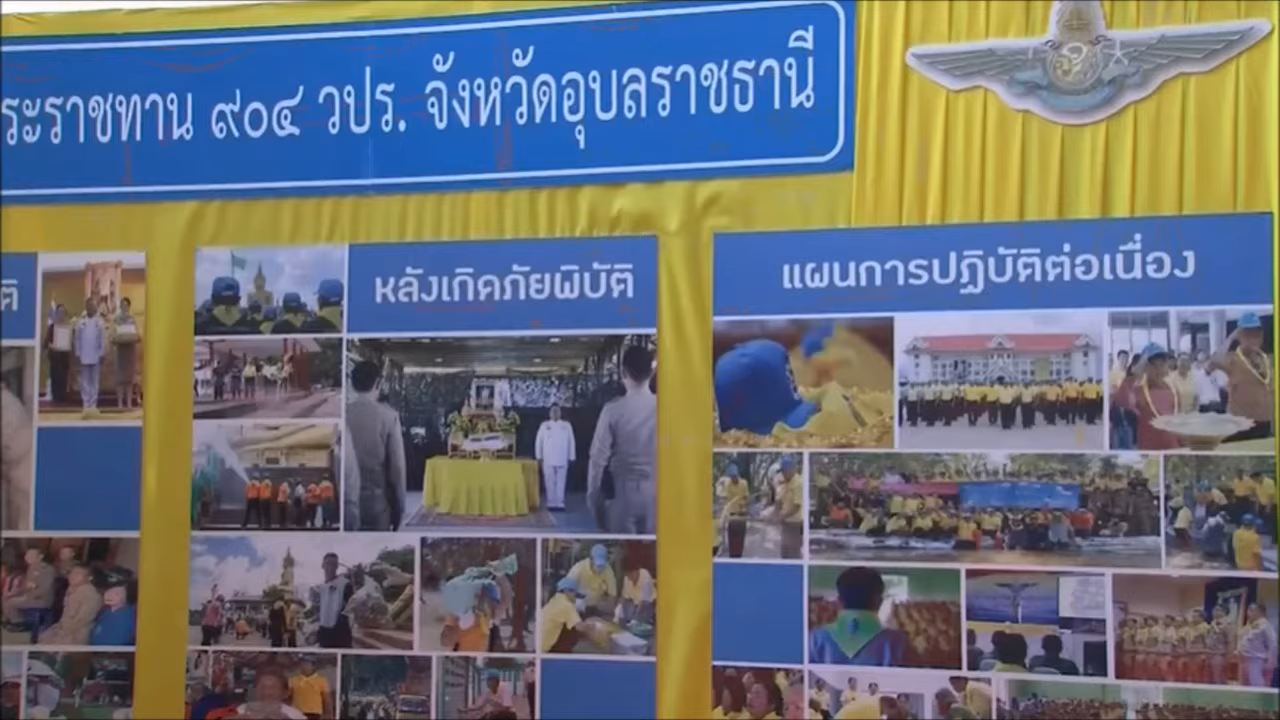 ระราชทาน ๙๐๔ วปร. จังหวัดอุบลราชธานี
ติ
หลังเกิดภัยพิบัติ
แผนการปฏิบัติต่อเนื่อง